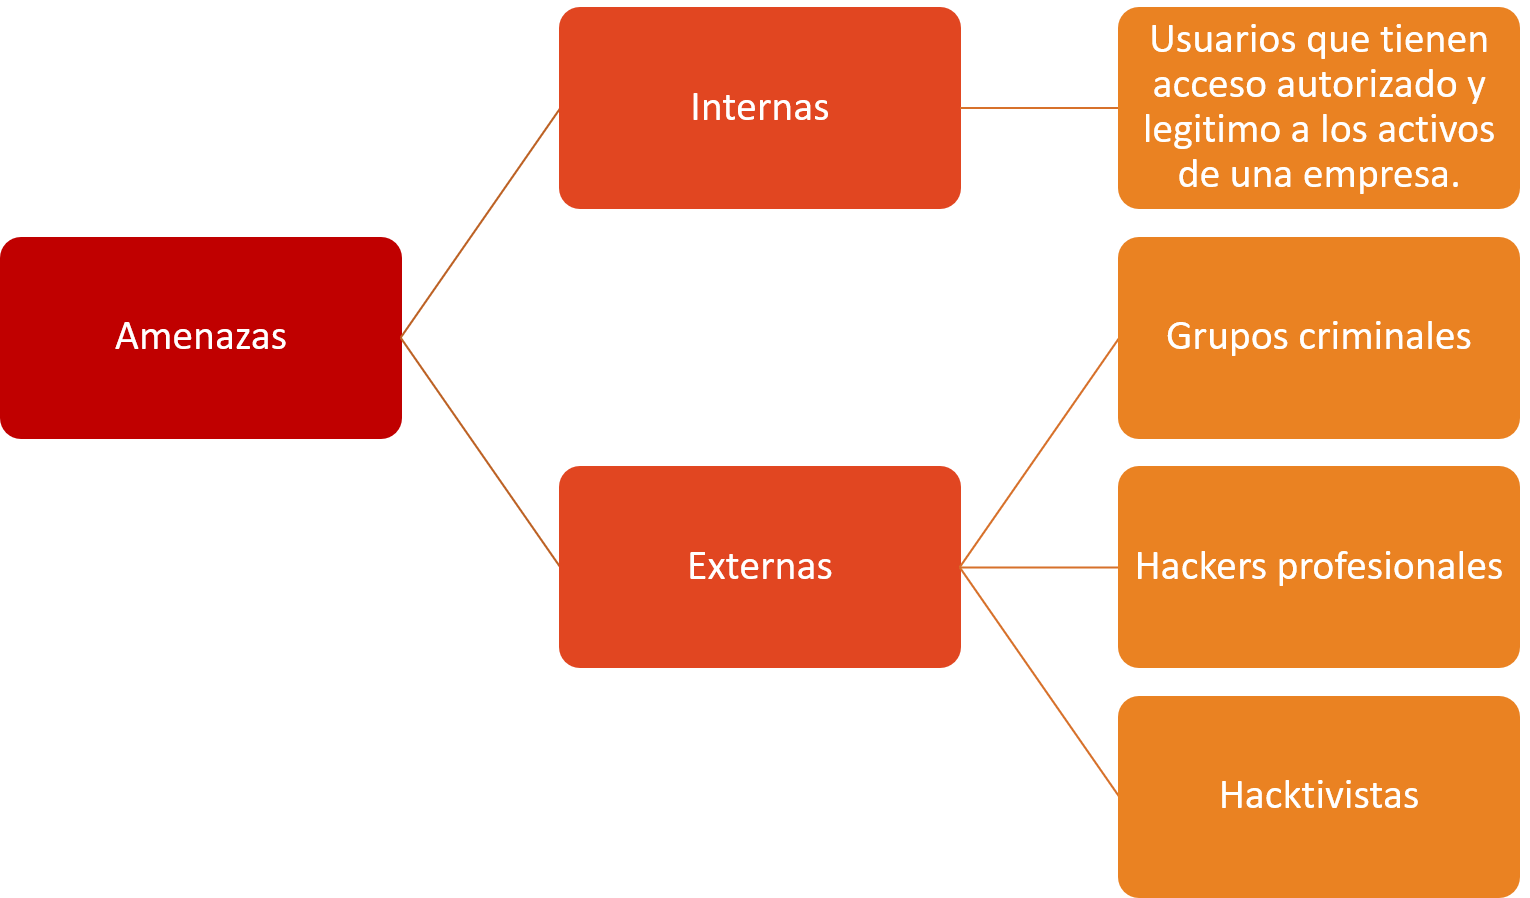 Amenazas
Internas
Usuarios que tienen
acceso autorizado y
legitimo a los activos
de una empresa.
Externas
Grupos criminales
Hackers profesionales
Hacktivistas